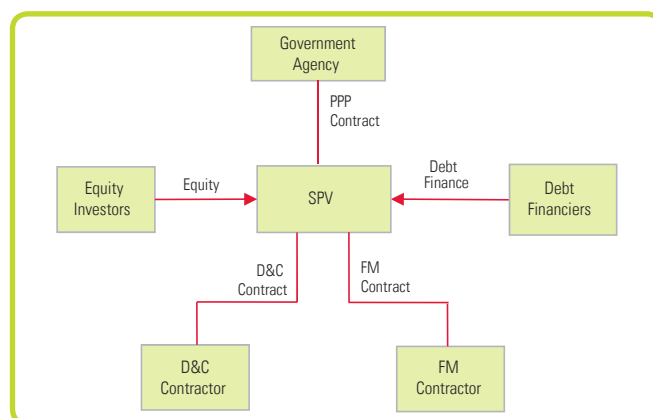 Government
Agency
PPP
Contract
Equity
Investors
Equity
SPV
Debt
Finance
Debt
Financiers
D&C
Contract
FM
Contract
D&C
Contractor
FM
Contractor